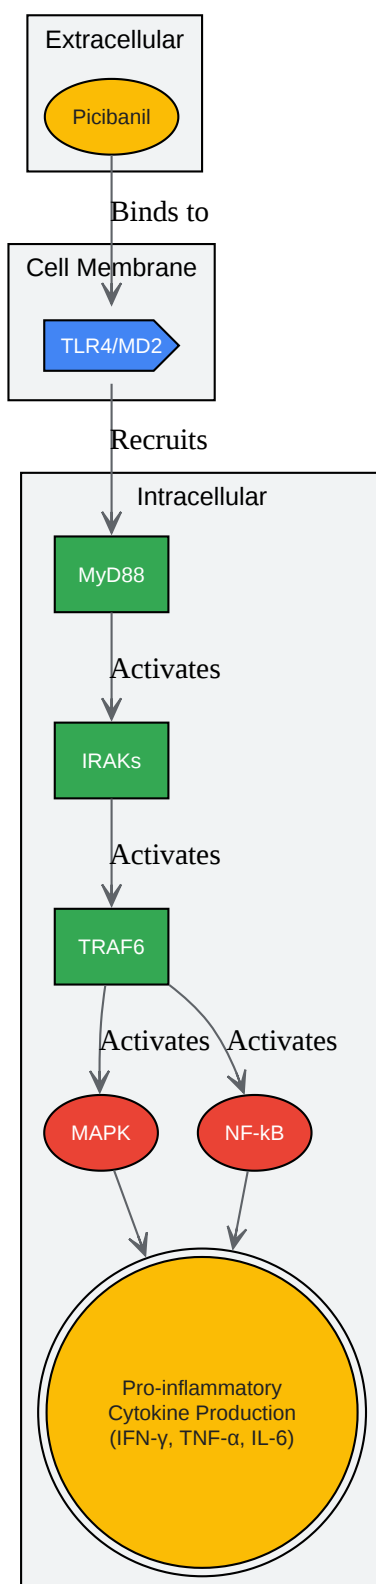 Extracellular
Picibanil
Binds to
Cell Membrane
TLR4/MD2
Recruits
Intracellular
MyD88
Activates
IRAKs
Activates
TRAF6
Activates
Activates
MAPK
NF-kB
Pro-inflammatory
Cytokine Production
(IFN-γ, TNF-α, IL-6)